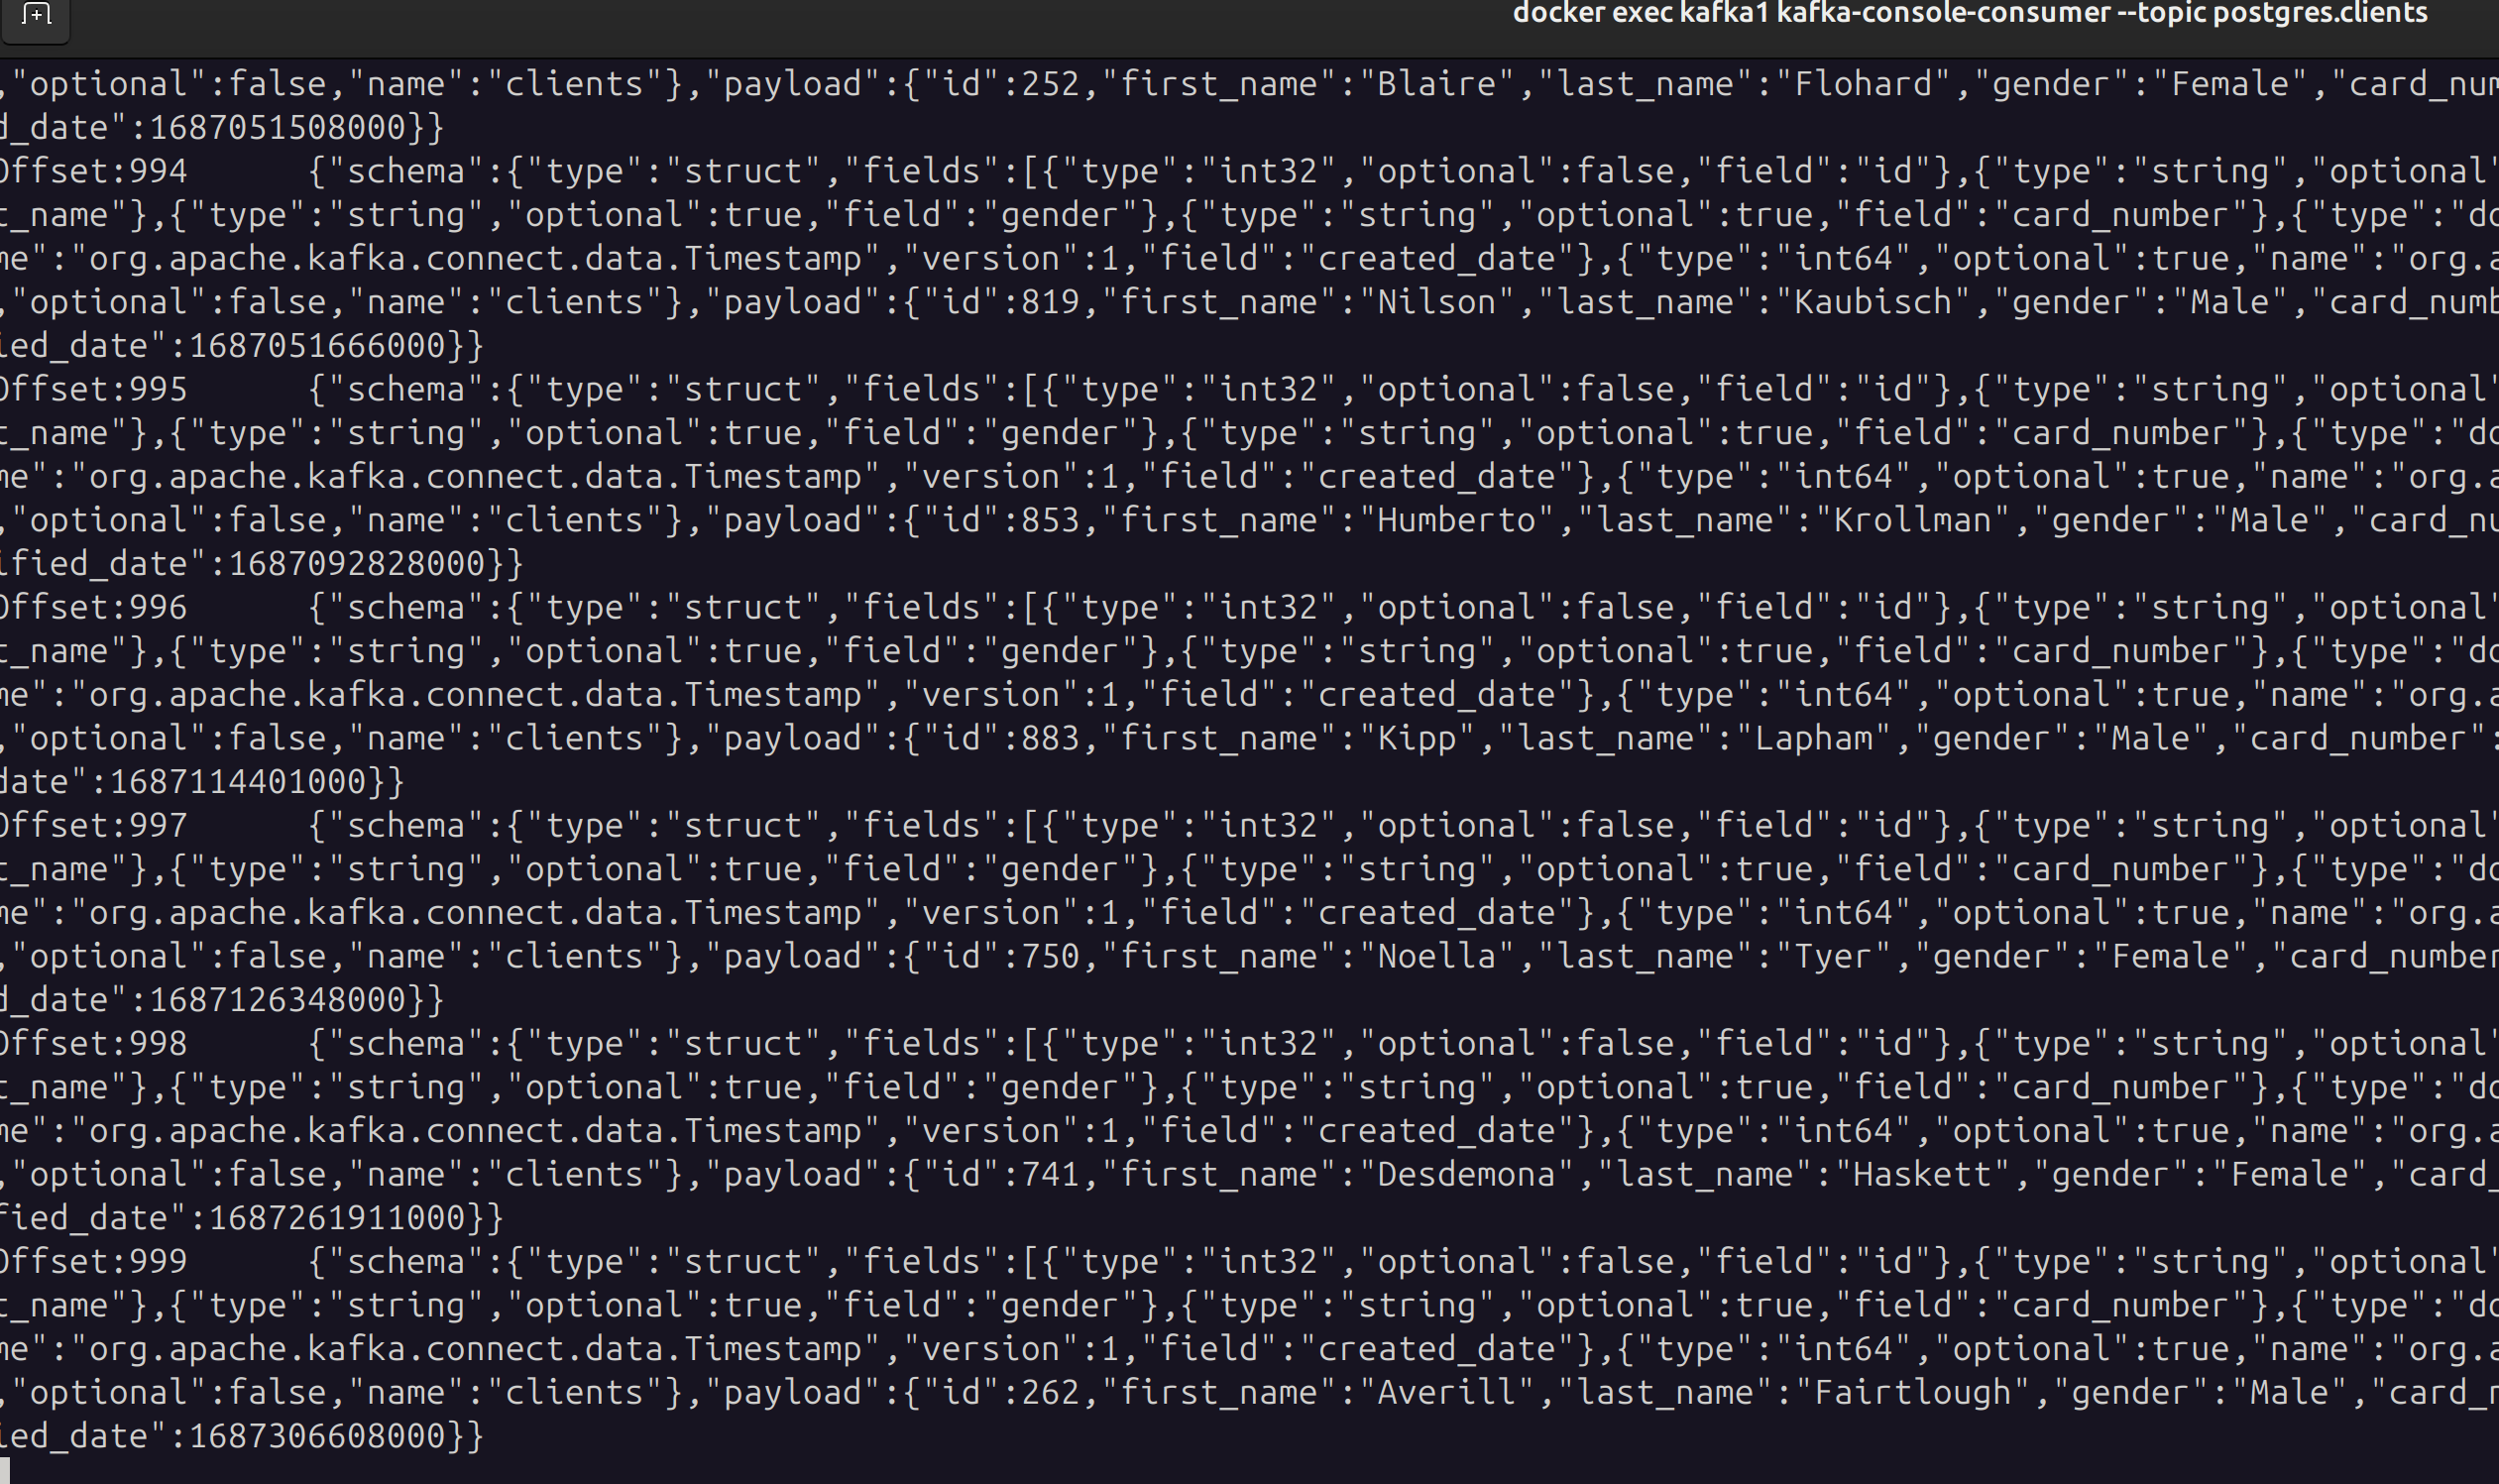 docker exec kafka1 kafka-console-consumer --topic postgres.clients
,"optional":false,"name":"clients"},"payload":{"id":252,"first_name":"Blaire","last_name":"Flohard","gender":"Female","card_num
d_date":1687051508000}}
Offset:994 {"schema":{"type":"struct","fields":[{"type":"int32","optional":false,"field":"id"},{"type":"string","optional"
t_name"},{"type":"string","optional":true,"field":"gender"},{"type":"string","optional":true,"field":"card_number"},{"type":"do
me":"org.apache.kafka.connect.data.Timestamp","version":1,"field":"created_date"},{"type":"int64","optional":true,"name":"org.a
,"optional":false,"name":"clients"},"payload":{"id":819,"first_name":"Nilson","last_name":"Kaubisch","gender":"Male","card_numb
ied_date":1687051666000}}
Offset:995 {"schema":{"type":"struct","fields":[{"type":"int32","optional":false,"field":"id"},{"type":"string","optional"
t_name"},{"type":"string","optional":true,"field":"gender"},{"type":"string","optional":true,"field":"card_number"},{"type":"do
me":"org.apache.kafka.connect.data.Timestamp","version":1,"field":"created_date"},{"type":"int64","optional":true,"name":"org.a
,"optional":false,"name":"clients"},"payload":{"id":853,"first_name":"Humberto","last_name":"Krollman","gender":"Male","card_nu
ified_date":1687092828000}}
Offset:996 {"schema":{"type":"struct","fields":[{"type":"int32","optional":false,"field":"id"},{"type":"string","optional"
t_name"},{"type":"string","optional":true,"field":"gender"},{"type":"string","optional":true,"field":"card_number"},{"type":"do
me":"org.apache.kafka.connect.data.Timestamp","version":1,"field":"created_date"},{"type":"int64","optional":true,"name":"org.a
,"optional":false,"name":"clients"},"payload":{"id":883,"first_name":"Kipp","last_name":"Lapham","gender":"Male","card_number":
date":1687114401000}}
Offset:997 {"schema":{"type":"struct","fields":[{"type":"int32","optional":false,"field":"id"},{"type":"string","optional"
t_name"},{"type":"string","optional":true,"field":"gender"},{"type":"string","optional":true,"field":"card_number"},{"type":"do
me":"org.apache.kafka.connect.data.Timestamp","version":1,"field":"created_date"},{"type":"int64","optional":true,"name":"org.a
,"optional":false,"name":"clients"},"payload":{"id":750,"first_name":"Noella","last_name":"Tyer","gender":"Female","card_number
d_date":1687126348000}}
Offset:998 {"schema":{"type":"struct","fields":[{"type":"int32","optional":false,"field":"id"},{"type":"string","optional"
t_name"},{"type":"string","optional":true,"field":"gender"},{"type":"string","optional":true,"field":"card_number"},{"type":"do
me":"org.apache.kafka.connect.data.Timestamp","version":1,"field":"created_date"},{"type":"int64","optional":true,"name":"org.a
,"optional":false,"name":"clients"},"payload":{"id":741,"first_name":"Desdemona","last_name":"Haskett","gender":"Female","card_
fied_date":1687261911000}}
Offset:999 {"schema":{"type":"struct","fields":[{"type":"int32","optional":false,"field":"id"},{"type":"string","optional"
t_name"},{"type":"string","optional":true,"field":"gender"},{"type":"string","optional":true,"field":"card_number"},{"type":"do
me":"org.apache.kafka.connect.data.Timestamp","version":1,"field":"created_date"},{"type":"int64","optional":true,"name":"org.a
,"optional":false,"name":"clients"},"payload":{"id":262,"first_name":"Averill","last_name":"Fairtlough","gender":"Male","card_n
ied_date":1687306608000}}